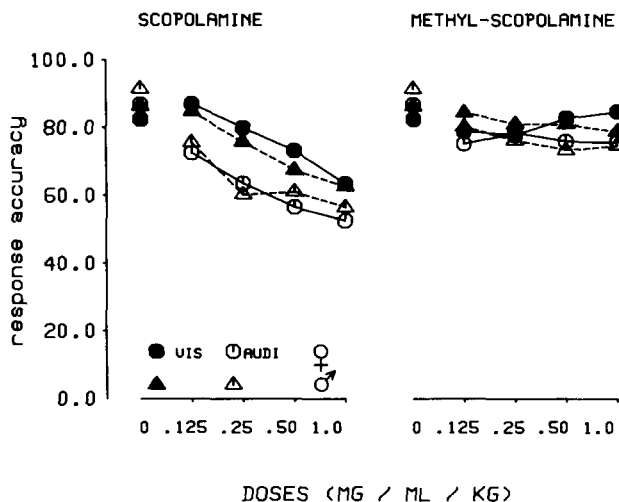 SCOPOLAMINE
METHYL-SCOPOLAMINE
response accuracy
100.0
80.0
60.0
40.0
20.0
0.0
VIS AUDI ♀
♂
0 .125 .25 .50 1.0
0 .125 .25 .50 1.0
DOSES (MG / ML / KG)